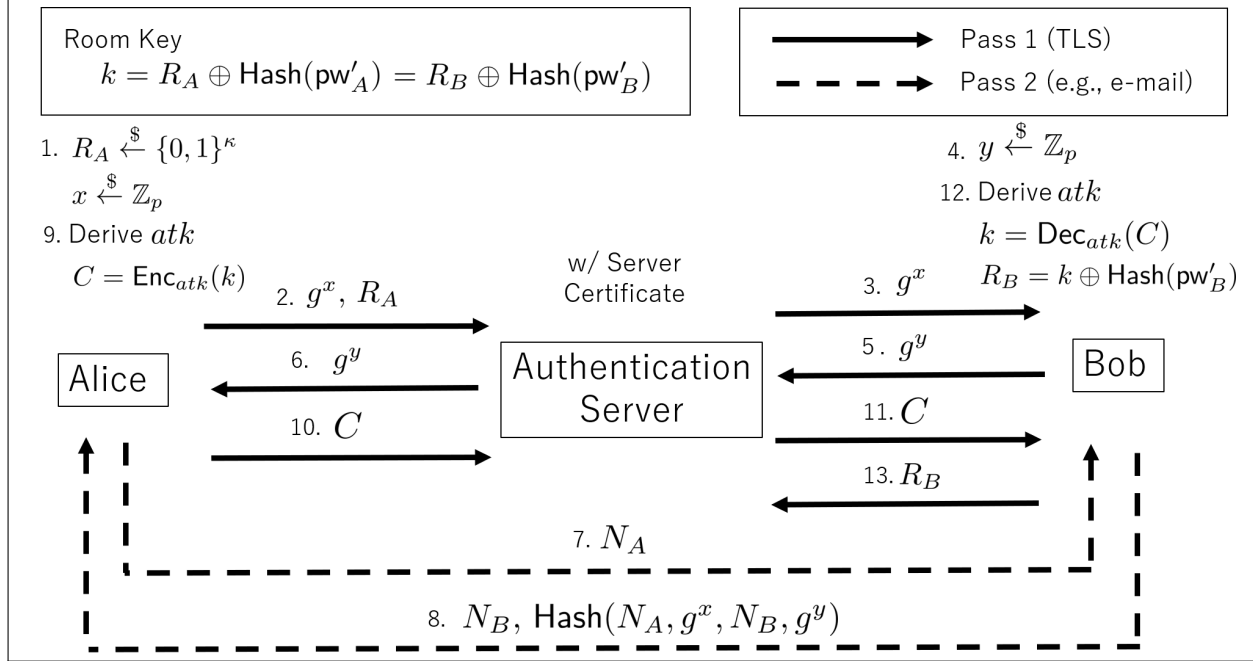 Room Key
k = R_A ⊕ Hash(pw′_A) = R_B ⊕ Hash(pw′_B)
Pass 1 (TLS)
Pass 2 (e.g., e-mail)
1. R_A ←$ {0,1}^κ
x ←$ ℤ_p
9. Derive atk
C = Enc_atk(k)
4. y ←$ ℤ_p
12. Derive atk
k = Dec_atk(C)
R_B = k ⊕ Hash(pw′_B)
w/ Server
Certificate
2. g^x, R_A
3. g^x
6. g^y
5. g^y
Alice
Authentication
Server
Bob
10. C
11. C
13. R_B
7. N_A
8. N_B, Hash(N_A, g^x, N_B, g^y)